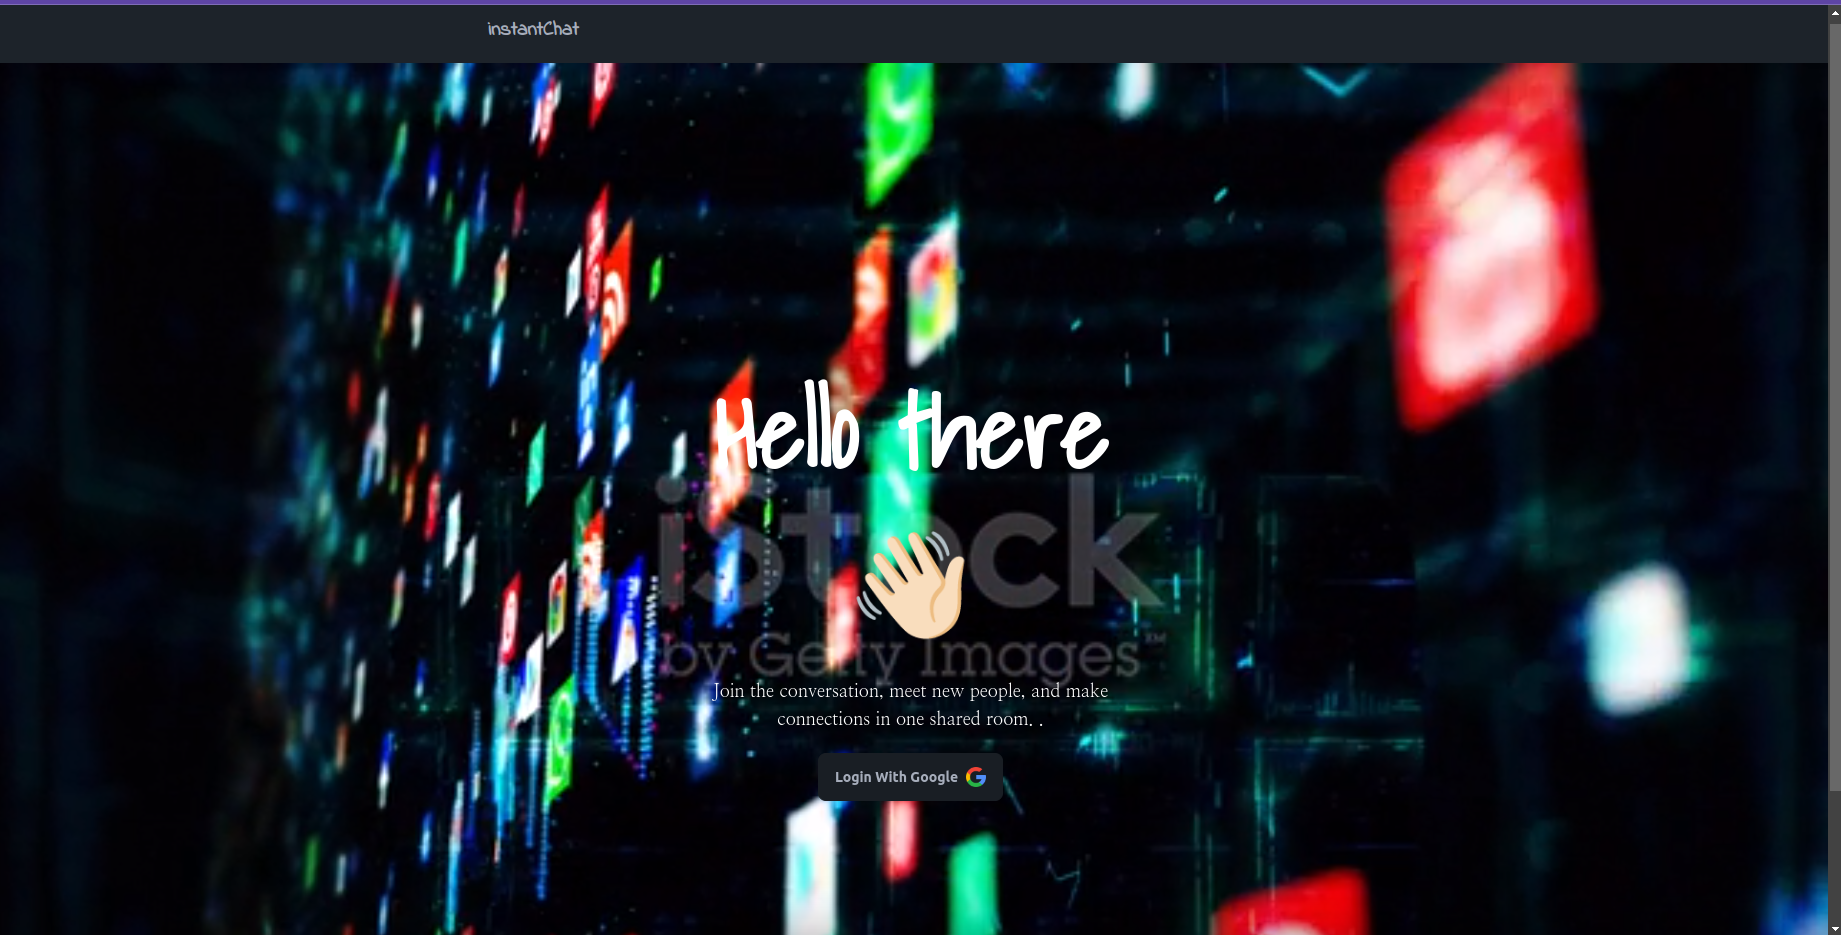 instantChat
Hello there
iStock
by Getty Images™
Join the conversation, meet new people, and make
connections in one shared room. .
Login With Google